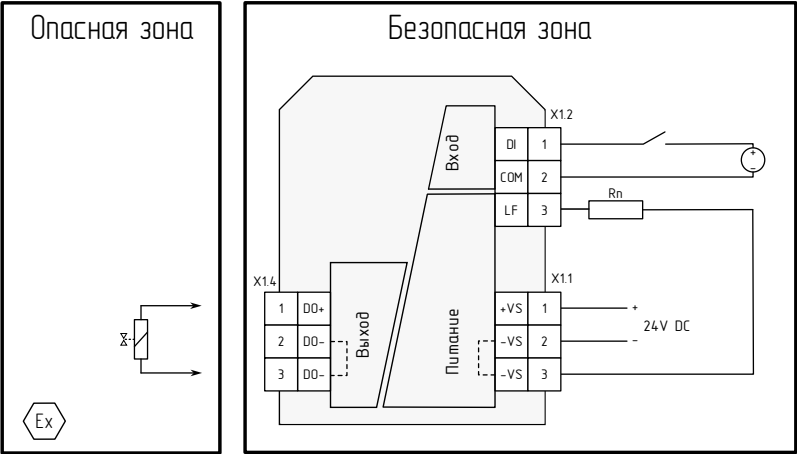 Опасная зона
Безопасная зона
X1.2
Вход
DI 1
COM 2
LF 3
+
−
Rn
X1.4
1 DO+
2 DO-
3 DO-
Выход
Питание
X1.1
+VS 1
-VS 2
-VS 3
+
24V DC
−
Ex